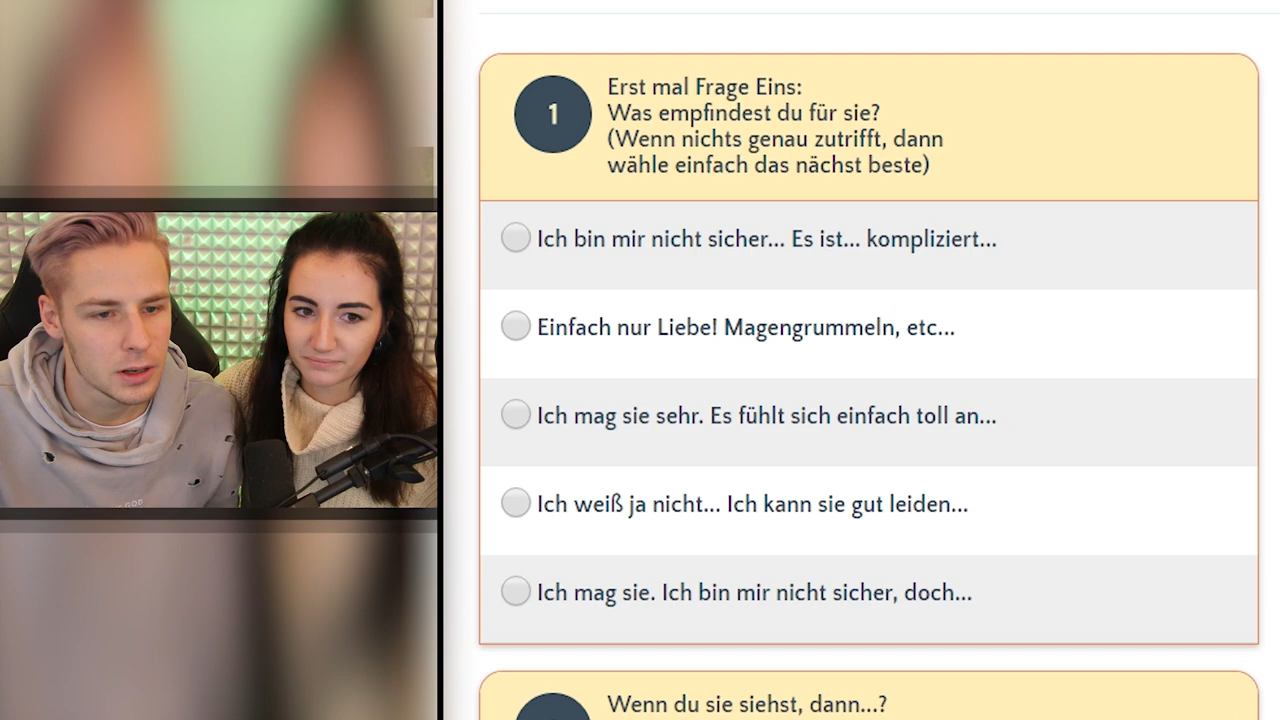 1
Erst mal Frage Eins:
Was empfindest du für sie?
(Wenn nichts genau zutrifft, dann
wähle einfach das nächst beste)
Ich bin mir nicht sicher... Es ist... kompliziert...
Einfach nur Liebe! Magengrummeln, etc...
Ich mag sie sehr. Es fühlt sich einfach toll an...
Ich weiß ja nicht... Ich kann sie gut leiden...
Ich mag sie. Ich bin mir nicht sicher, doch...
Wenn du sie siehst, dann...?